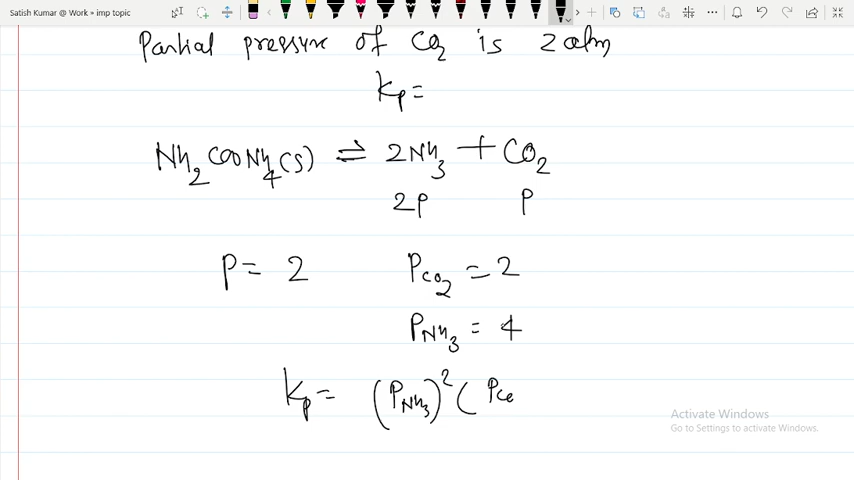 Satish Kumar @ Work » imp topic
Partial pressure of CO₂ is 2 atm
Kp =
NH₂COONH₄(s) ⇌ 2NH₃ + CO₂
2p p
p = 2 PCO₂ = 2
PNH₃ = 4
Kp = (PNH₃)² ( Pco
Activate Windows
Go to Settings to activate Windows.